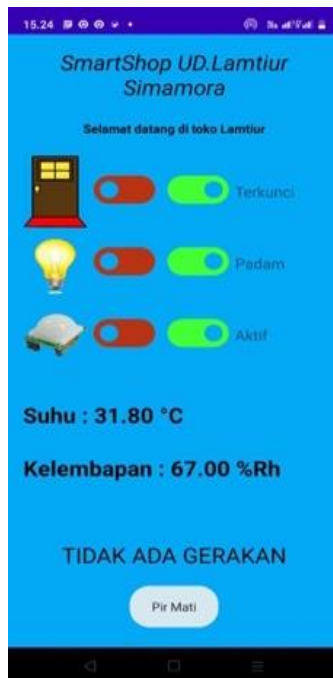 15.24
SmartShop UD.Lamtiur
Simamora
Selamat datang di toko Lamtiur
Terkunci
Padam
Aktif
Suhu : 31.80 °C
Kelembapan : 67.00 %Rh
TIDAK ADA GERAKAN
Pir Mati